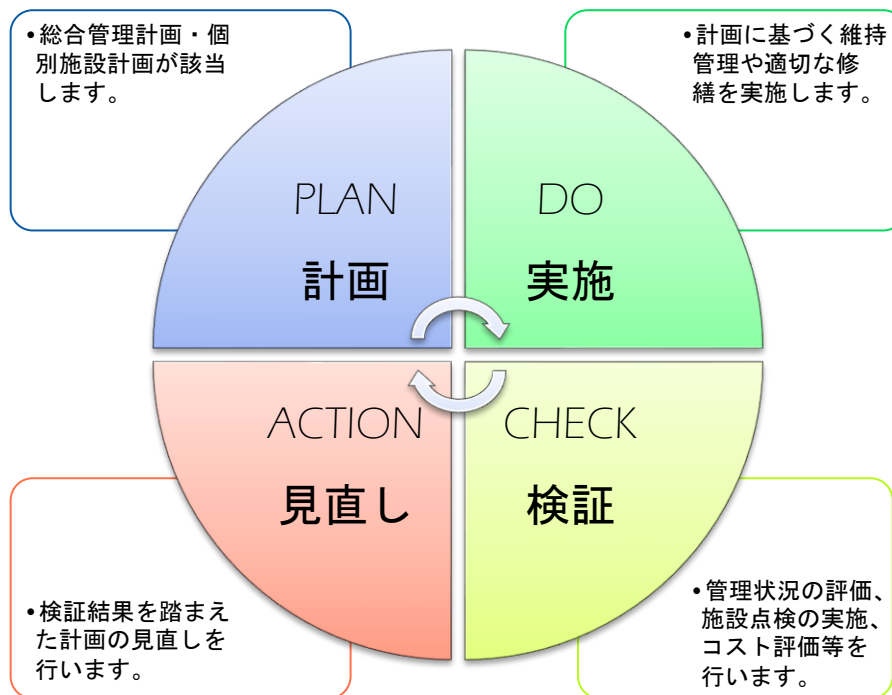 •総合管理計画・個
別施設計画が該当
します。
•計画に基づく維持
管理や適切な修
繕を実施します。
PLAN
計画
DO
実施
ACTION
見直し
CHECK
検証
•検証結果を踏まえ
た計画の見直しを
行います。
•管理状況の評価、
施設点検の実施、
コスト評価等を
行います。